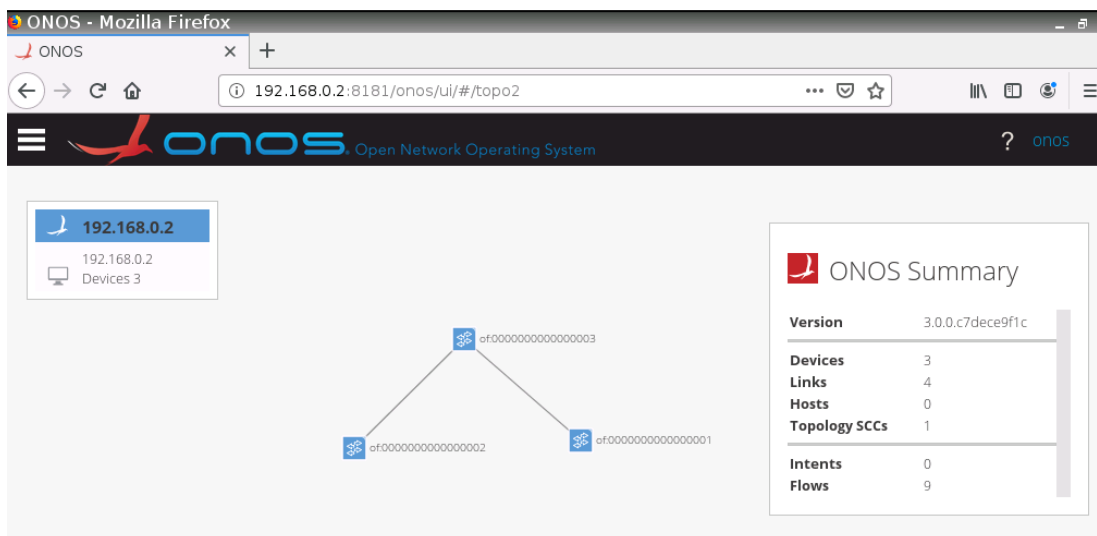 ONOS - Mozilla Firefox
ONOS
192.168.0.2:8181/onos/ui/#/topo2
onos Open Network Operating System
? onos
192.168.0.2
192.168.0.2
Devices 3
of:0000000000000003
of:0000000000000002
of:0000000000000001
ONOS Summary
Version 3.0.0.c7dece9f1c
Devices 3
Links 4
Hosts 0
Topology SCCs 1
Intents 0
Flows 9